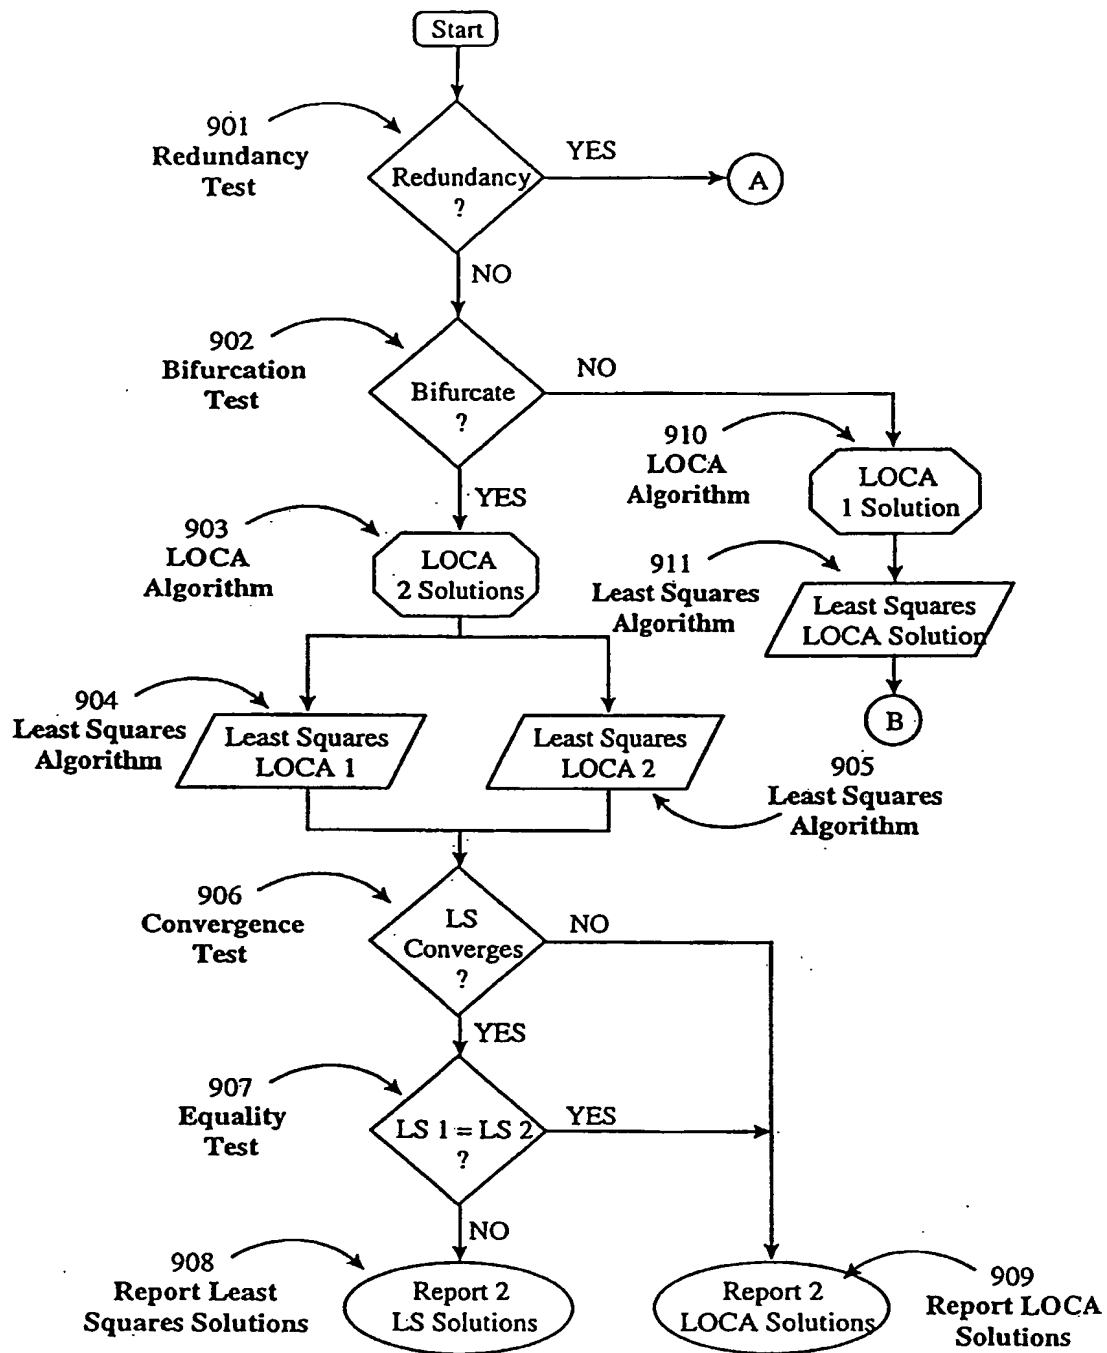 Start
901
Redundancy
Test
Redundancy
?
YES
A
NO
902
Bifurcation
Test
Bifurcate
?
NO
YES
910
LOCA
Algorithm
LOCA
1 Solution
903
LOCA
Algorithm
LOCA
2 Solutions
911
Least Squares
Algorithm
Least Squares
LOCA Solution
B
904
Least Squares
Algorithm
Least Squares
LOCA 1
Least Squares
LOCA 2
905
Least Squares
Algorithm
906
Convergence
Test
LS
Converges
?
NO
YES
907
Equality
Test
LS 1 = LS 2
?
YES
NO
908
Report Least
Squares Solutions
Report 2
LS Solutions
Report 2
LOCA Solutions
909
Report LOCA
Solutions